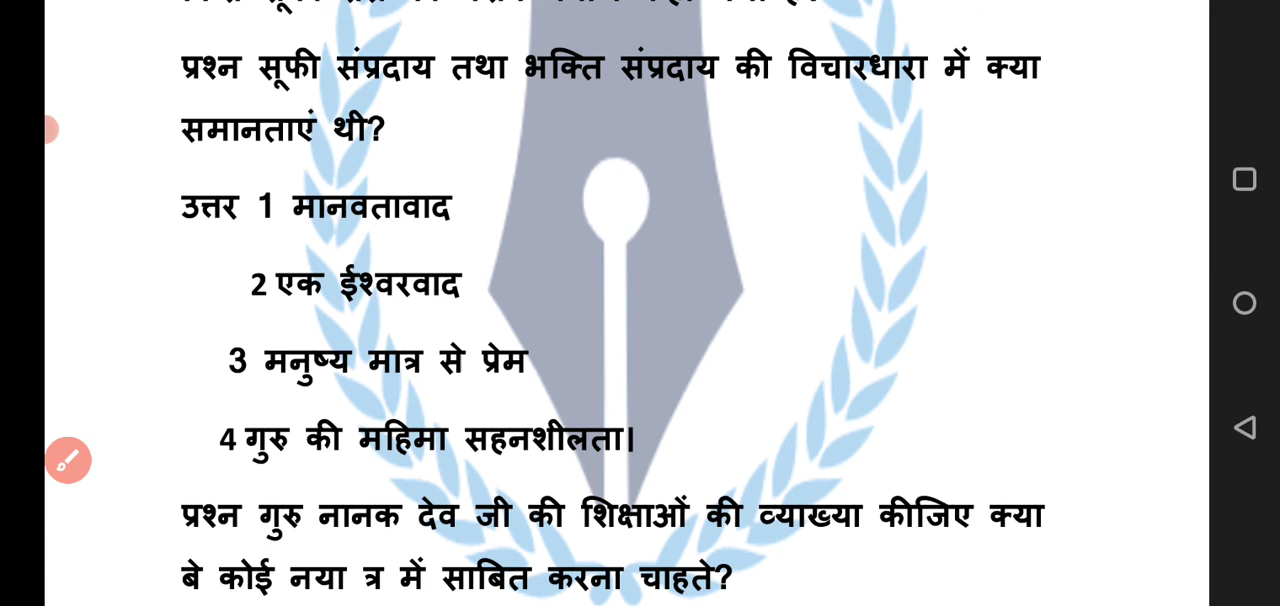 प्रश्न सूफी संप्रदाय तथा भक्ति संप्रदाय की विचारधारा में क्या
समानताएं थी?
उत्तर 1 मानवतावाद
2 एक ईश्वरवाद
3 मनुष्य मात्र से प्रेम
4 गुरु की महिमा सहनशीलता।
प्रश्न गुरु नानक देव जी की शिक्षाओं की व्याख्या कीजिए क्या
बे कोई नया त्र में साबित करना चाहते?